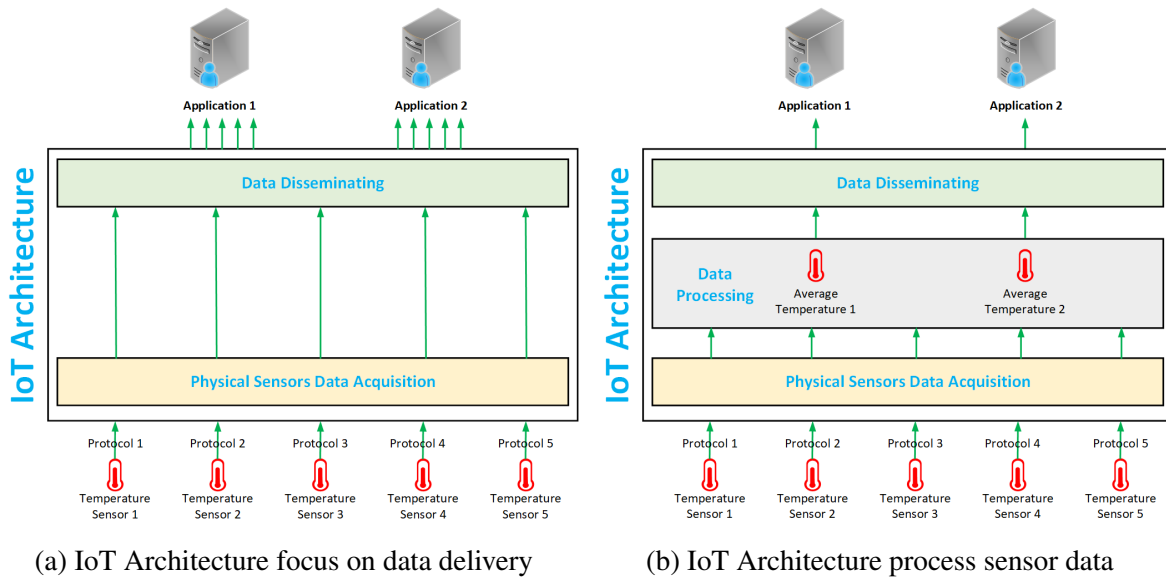 Application 1
Application 2
IoT Architecture
Data Disseminating
Physical Sensors Data Acquisition
Protocol 1
Protocol 2
Protocol 3
Protocol 4
Protocol 5
Temperature
Sensor 1
Temperature
Sensor 2
Temperature
Sensor 3
Temperature
Sensor 4
Temperature
Sensor 5
(a) IoT Architecture focus on data delivery
Application 1
Application 2
IoT Architecture
Data Disseminating
Data
Processing
Average
Temperature 1
Average
Temperature 2
Physical Sensors Data Acquisition
Protocol 1
Protocol 2
Protocol 3
Protocol 4
Protocol 5
Temperature
Sensor 1
Temperature
Sensor 2
Temperature
Sensor 3
Temperature
Sensor 4
Temperature
Sensor 5
(b) IoT Architecture process sensor data